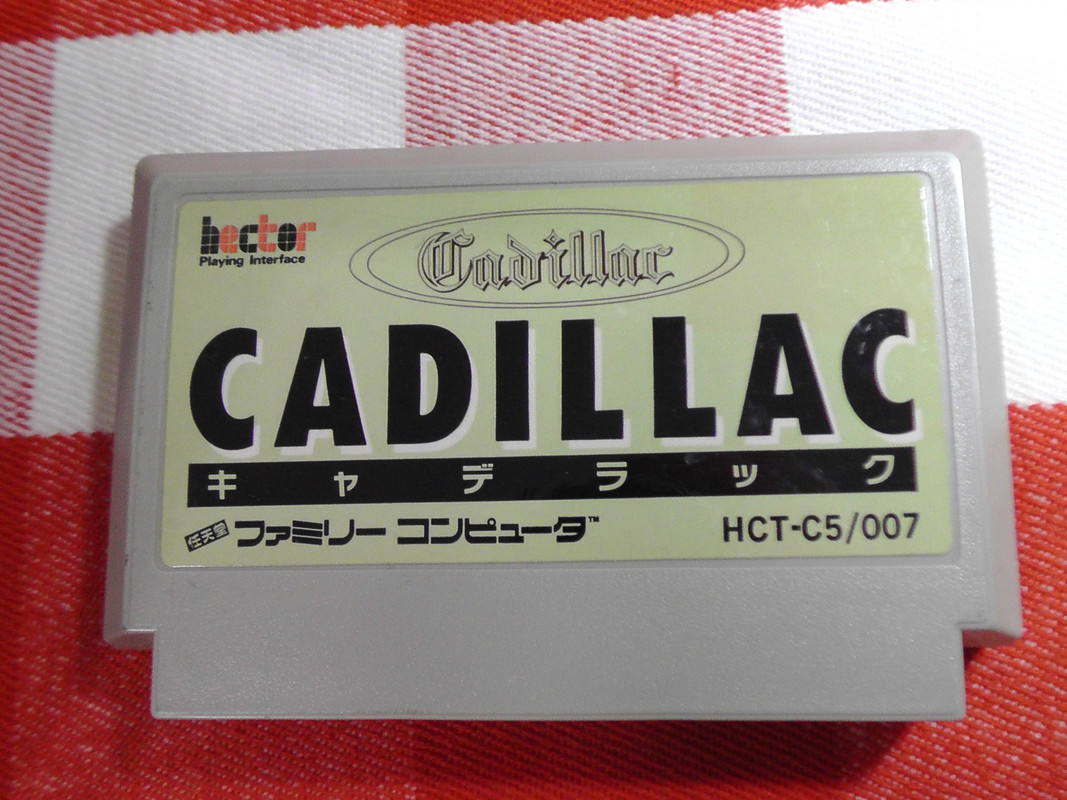 hector
Playing Interface
Cadillac
CADILLAC
キャデラック
任天堂 ファミリー コンピュータ™
HCT-C5/007